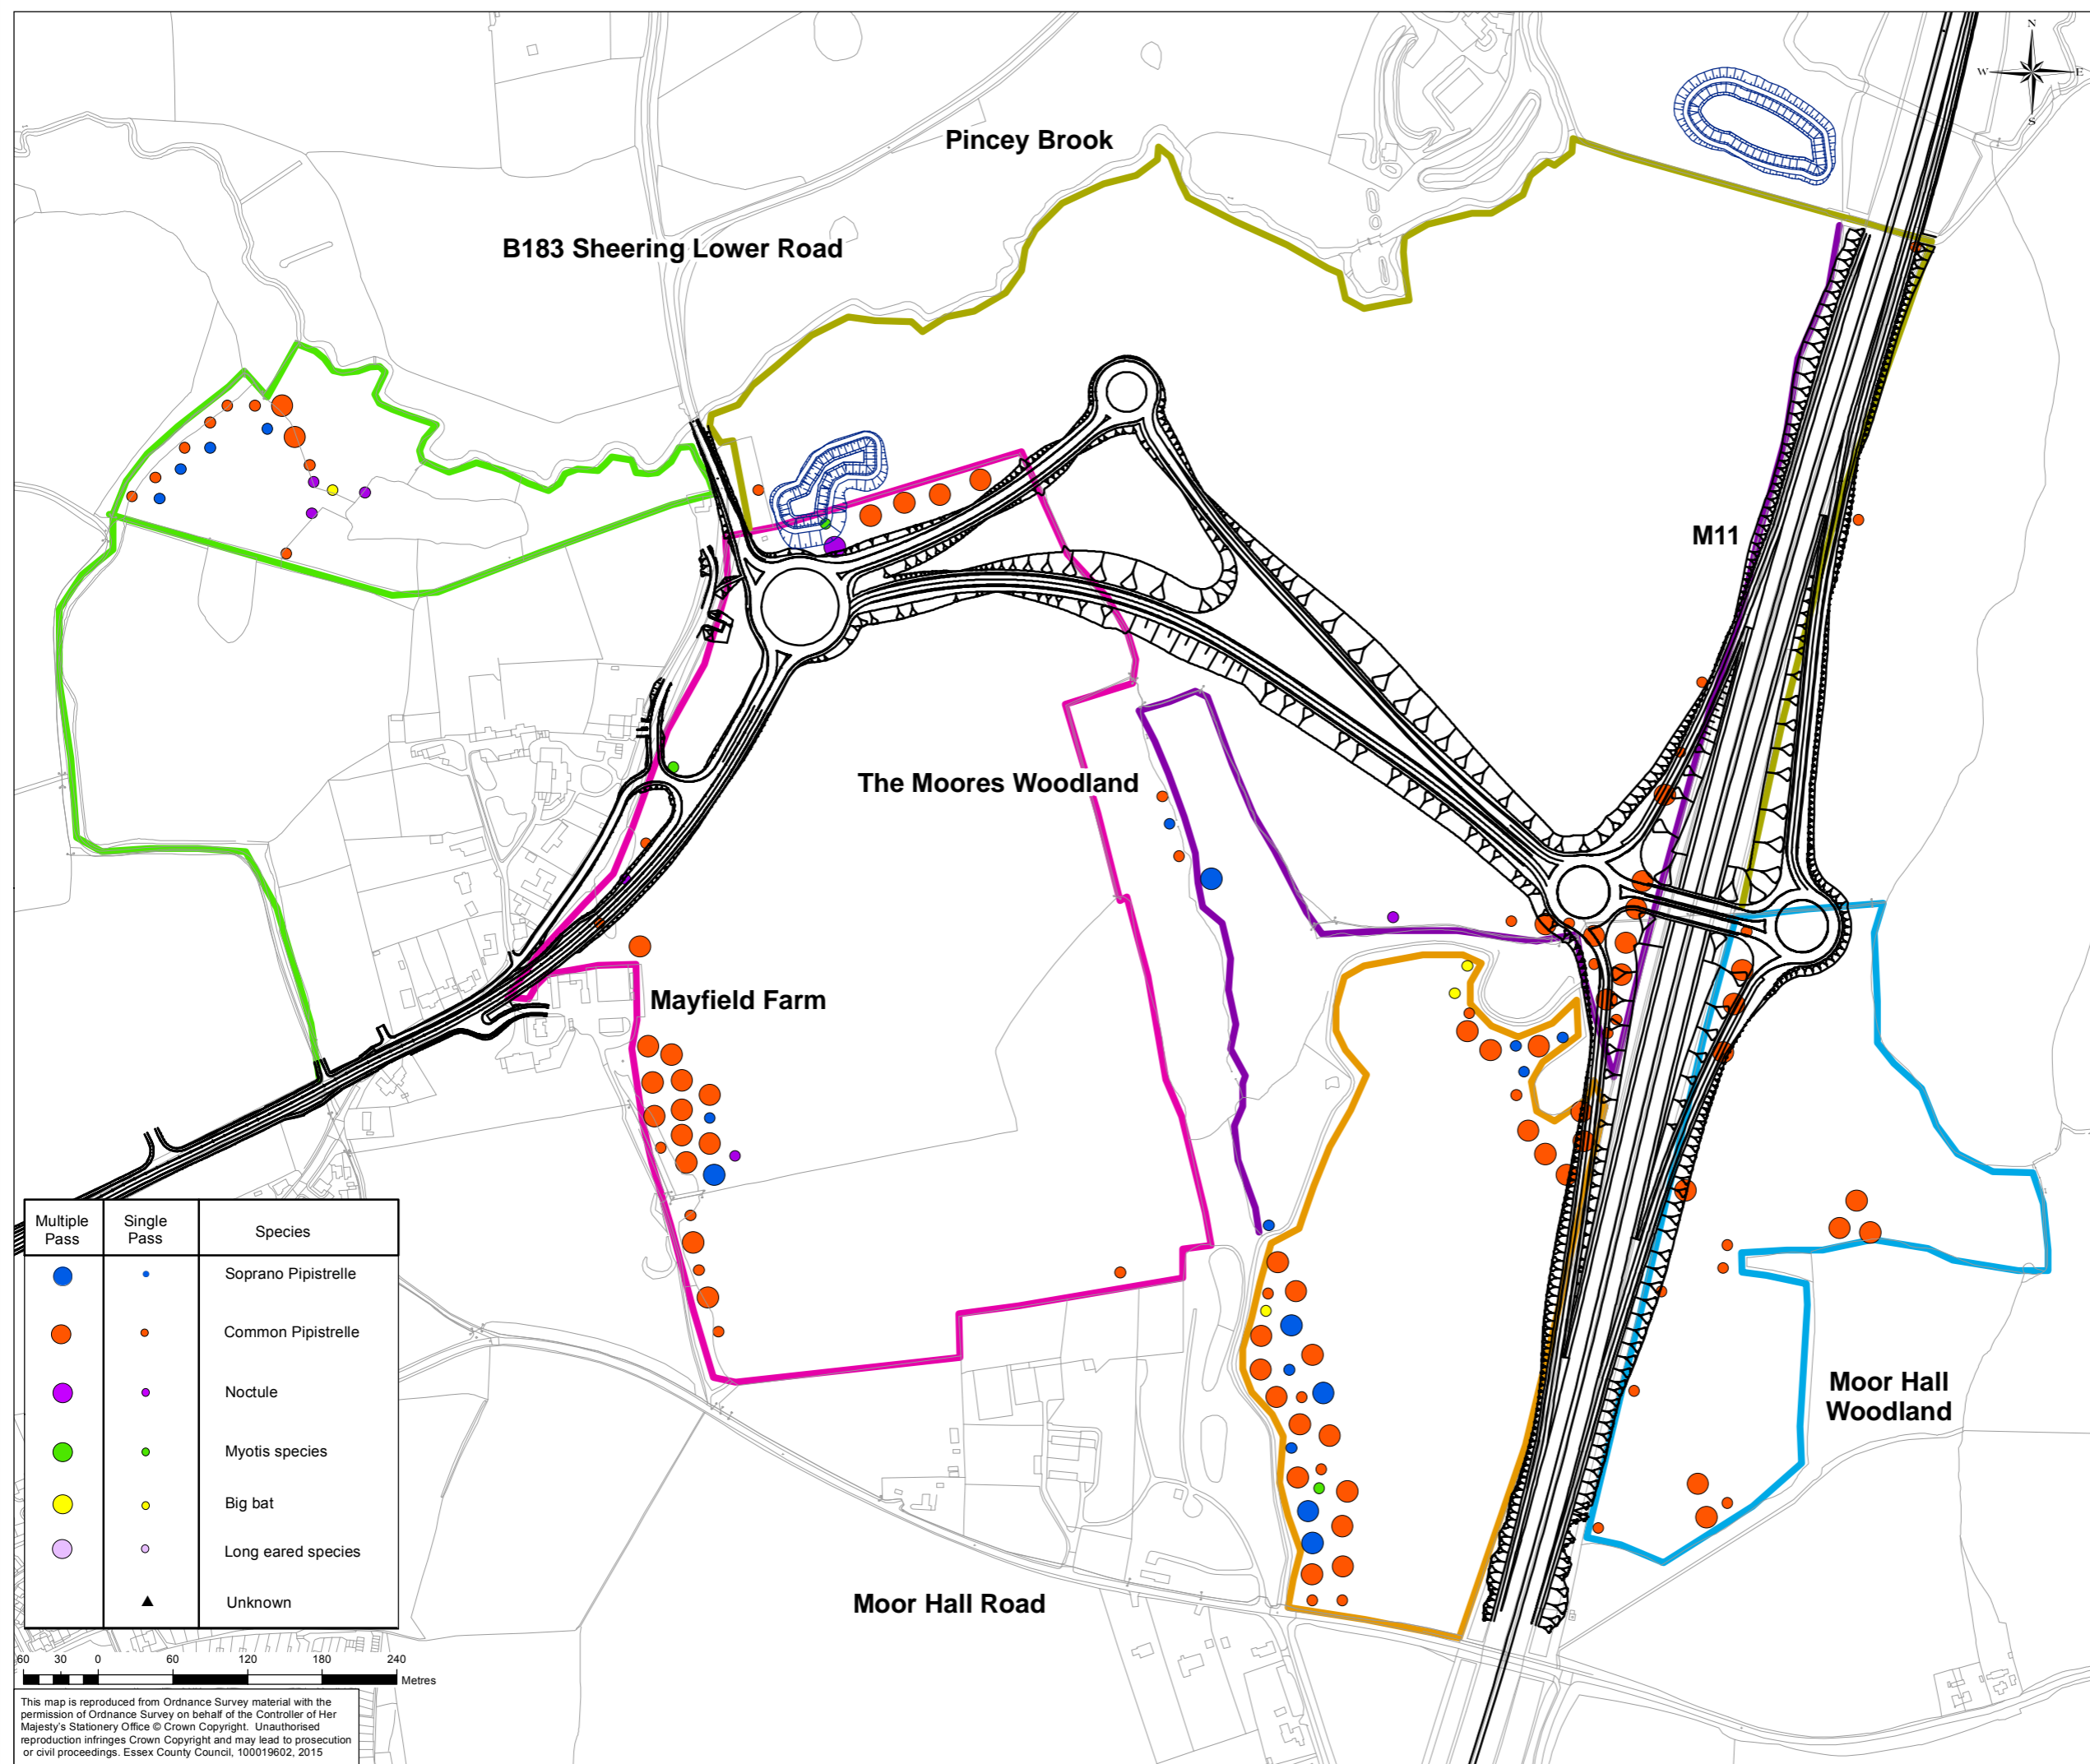 N
W E
S
Pincey Brook
B183 Sheering Lower Road
M11
The Moores Woodland
Mayfield Farm
Moor Hall
Woodland
Moor Hall Road
Multiple
Pass
Single
Pass
Species
Soprano Pipistrelle
Common Pipistrelle
Noctule
Myotis species
Big bat
Long eared species
Unknown
60 30 0 60 120 180 240
Metres
This map is reproduced from Ordnance Survey material with the
permission of Ordnance Survey on behalf of the Controller of Her
Majesty's Stationery Office © Crown Copyright. Unauthorised
reproduction infringes Crown Copyright and may lead to prosecution
or civil proceedings. Essex County Council, 100019602, 2015